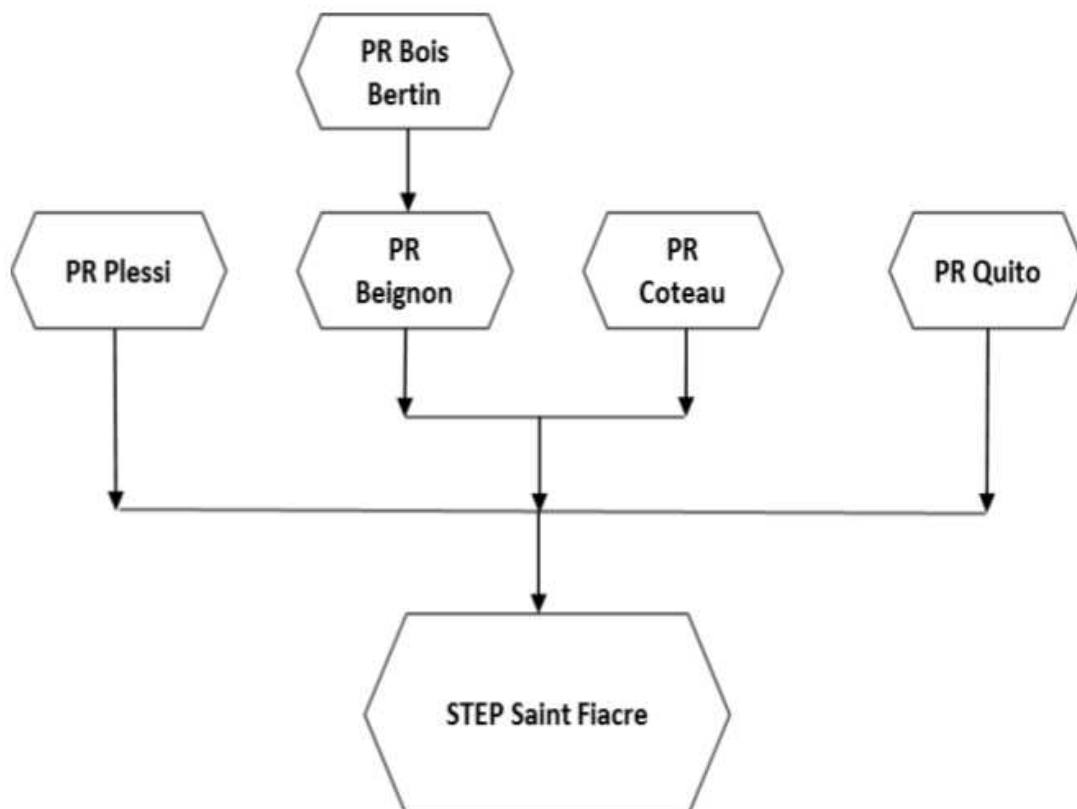 PR Bois
Bertin
PR Plessi
PR
Beignon
PR
Coteau
PR Quito
STEP Saint Fiacre